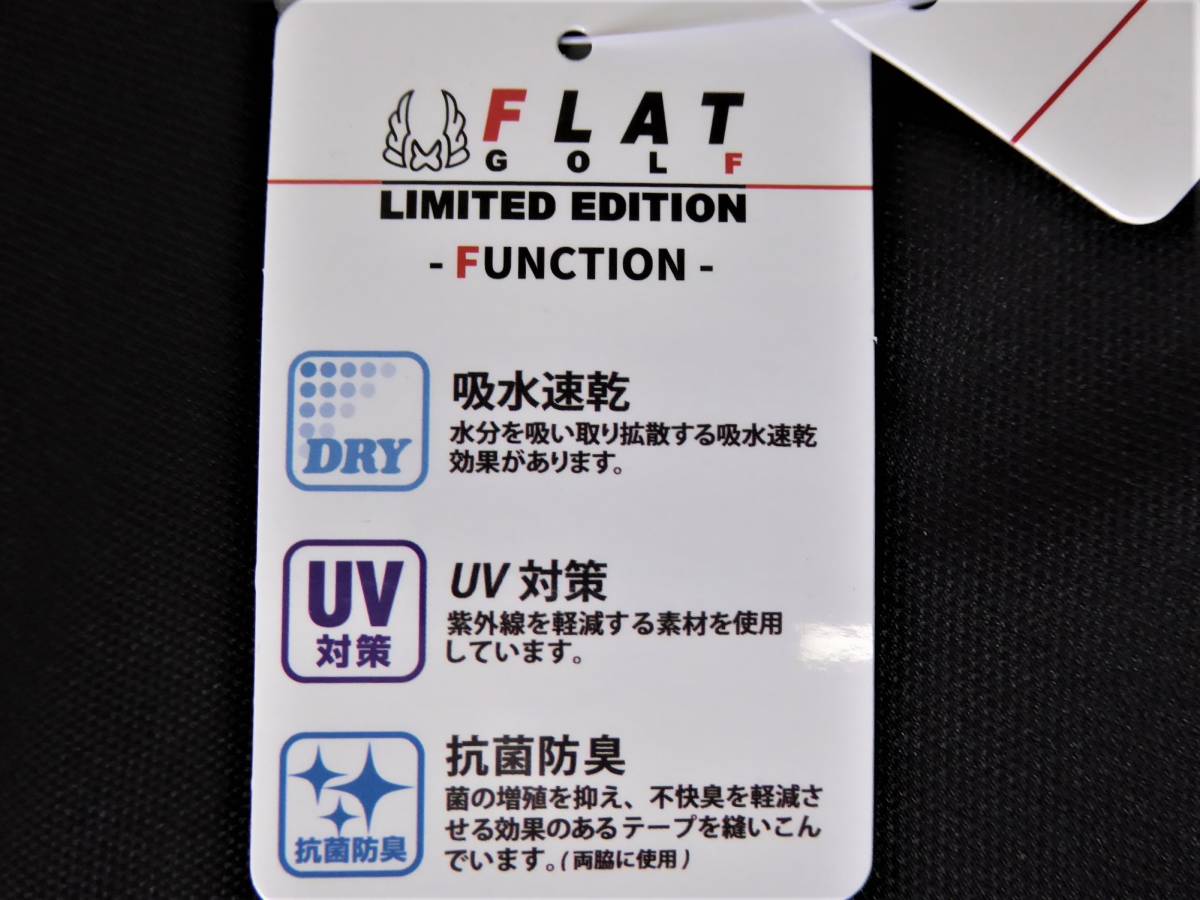 FLAT
GOLF
LIMITED EDITION
- FUNCTION -
DRY
吸水速乾
水分を吸い取り拡散する吸水速乾
効果があります。
UV
対策
UV 対策
紫外線を軽減する素材を使用
しています。
抗菌防臭
抗菌防臭
菌の増殖を抑え、不快臭を軽減さ
せる効果のあるテープを縫いこん
でいます。(両脇に使用)